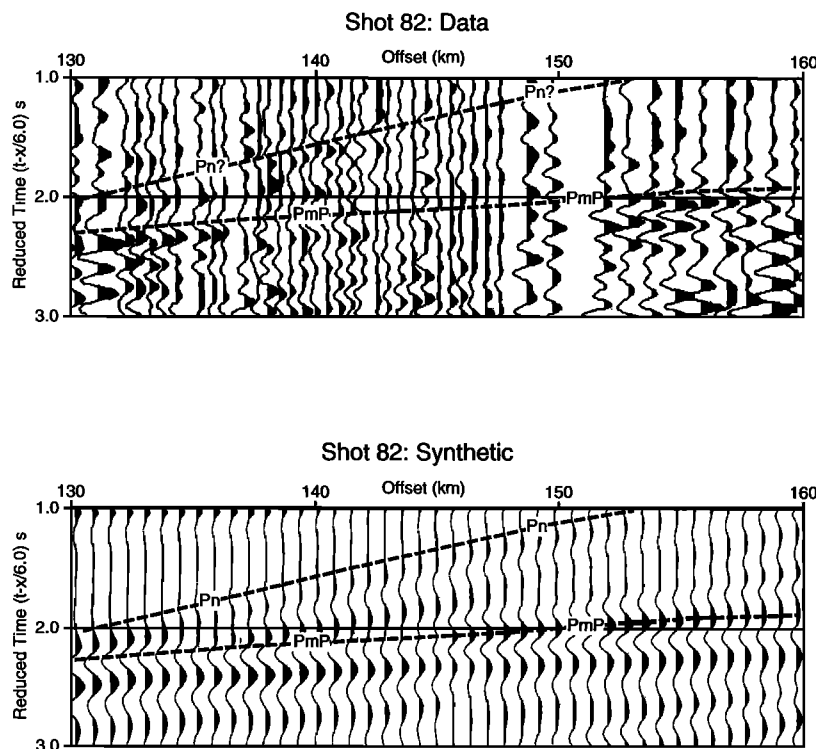 Shot 82: Data
Offset (km)
130 140 150 160
Reduced Time (t-x/6.0) s
1.0
2.0
3.0
Pn?
Pn?
PmP
PmP
Shot 82: Synthetic
Offset (km)
130 140 150 160
Reduced Time (t-x/6.0) s
1.0
2.0
3.0
Pn
Pn
PmP
PmP